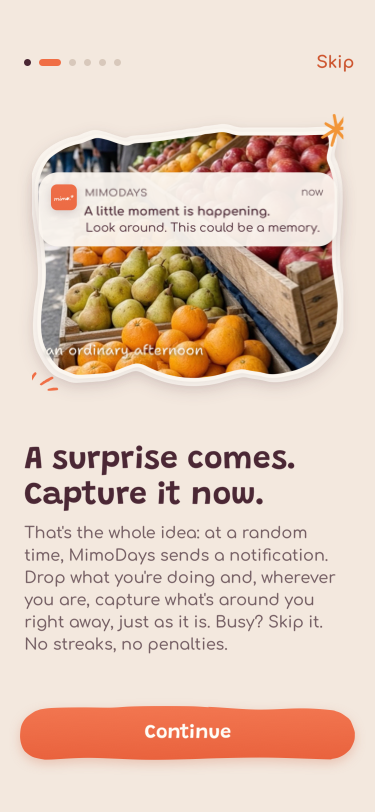 Skip
MIMODAYS
now
mimo
A little moment is happening.
Look around. This could be a memory.
an ordinary afternoon
A surprise comes.
Capture it now.
That's the whole idea: at a random
time, MimoDays sends a notification.
Drop what you're doing and, wherever
you are, capture what's around you
right away, just as it is. Busy? Skip it.
No streaks, no penalties.
Continue